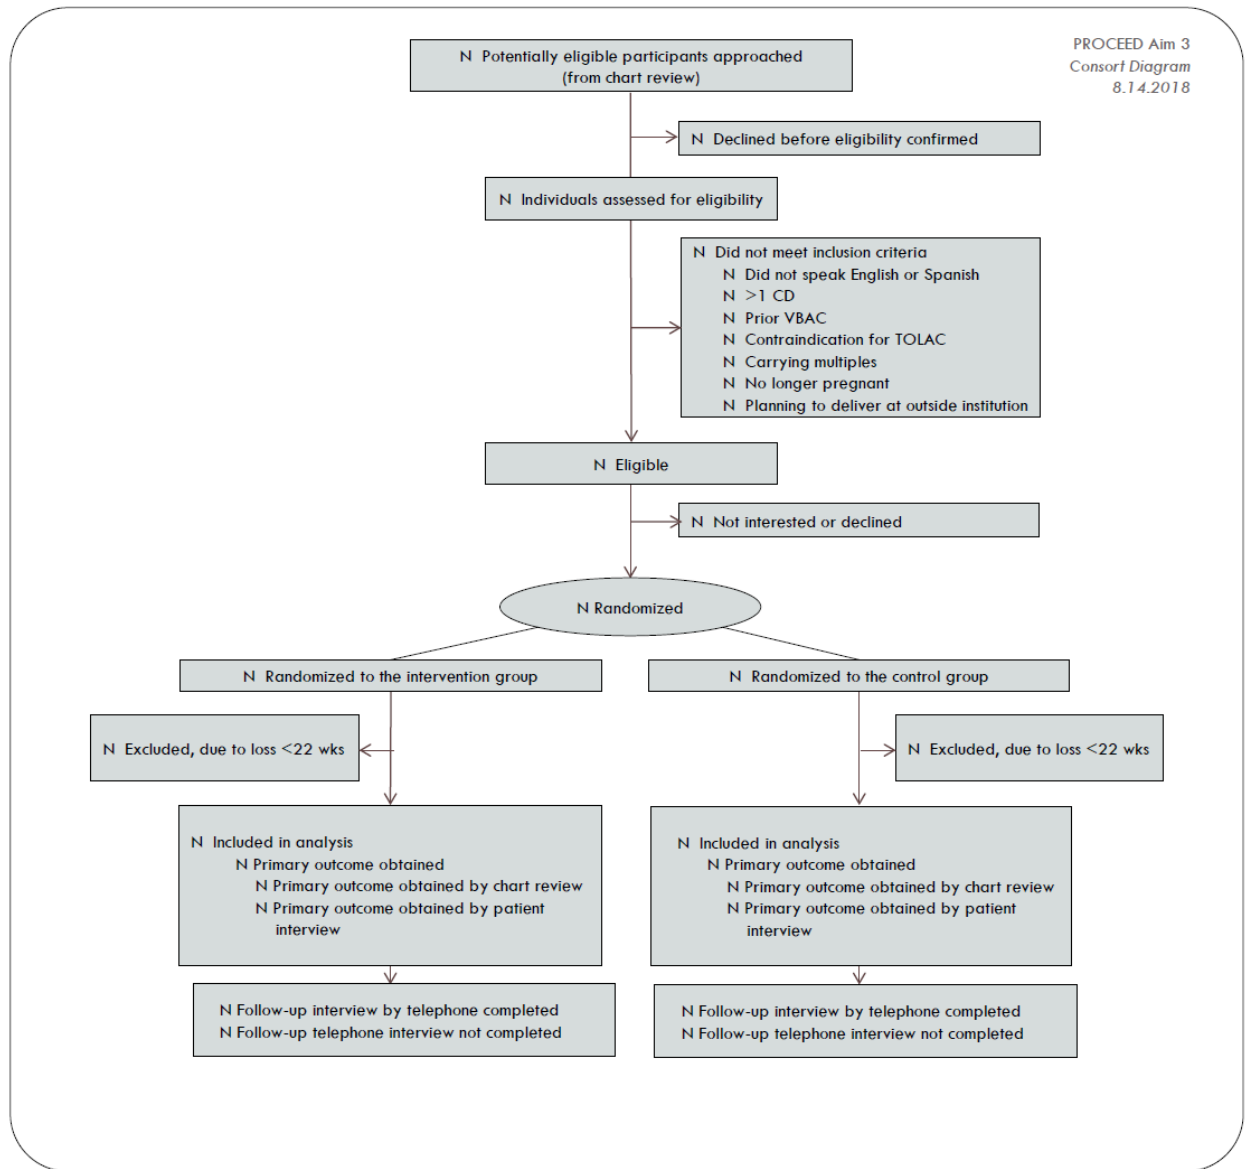 PROCEED Aim 3
Consort Diagram
8.14.2018
N Potentially eligible participants approached
(from chart review)
N Declined before eligibility confirmed
N Individuals assessed for eligibility
N Did not meet inclusion criteria
N Did not speak English or Spanish
N >1 CD
N Prior VBAC
N Contraindication for TOLAC
N Carrying multiples
N No longer pregnant
N Planning to deliver at outside institution
N Eligible
N Not interested or declined
N Randomized
N Randomized to the intervention group
N Randomized to the control group
N Excluded, due to loss <22 wks
N Excluded, due to loss <22 wks
N Included in analysis
N Primary outcome obtained
N Primary outcome obtained by chart review
N Primary outcome obtained by patient
interview
N Included in analysis
N Primary outcome obtained
N Primary outcome obtained by chart review
N Primary outcome obtained by patient
interview
N Follow-up interview by telephone completed
N Follow-up telephone interview not completed
N Follow-up interview by telephone completed
N Follow-up telephone interview not completed